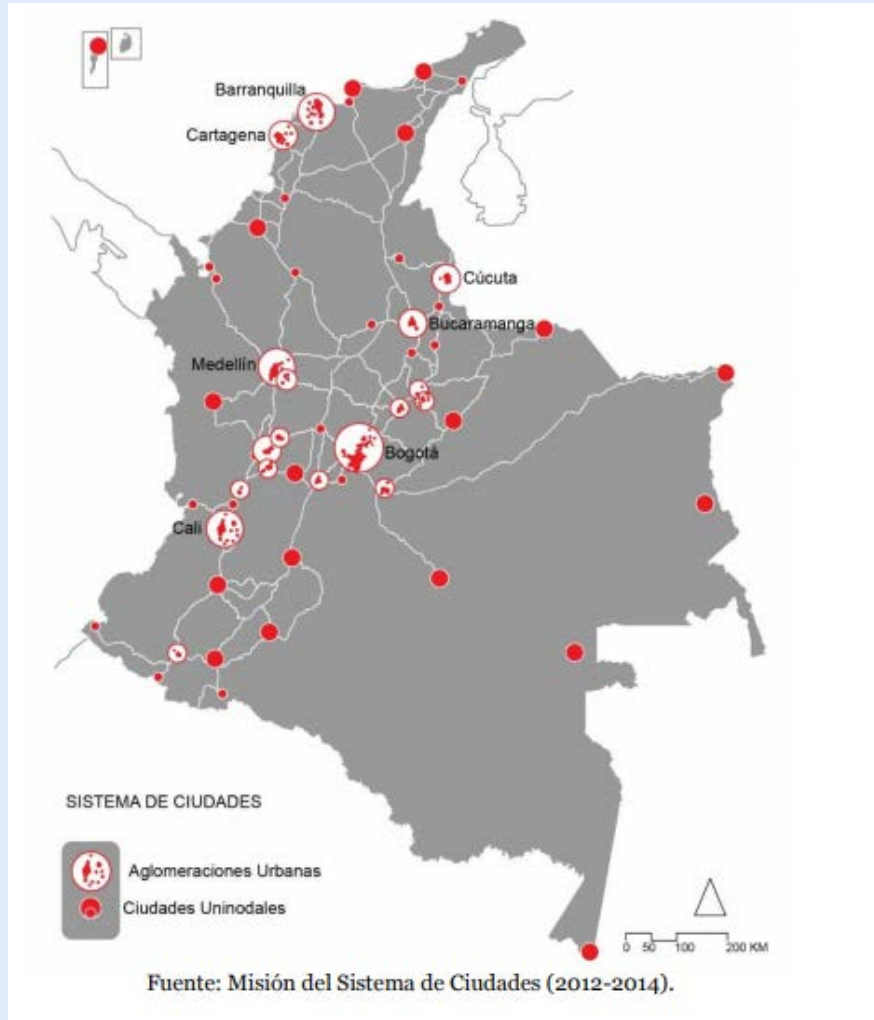 Barranquilla
Cartagena
Cúcuta
Bucaramanga
Medellín
Bogotá
Cali
SISTEMA DE CIUDADES
Aglomeraciones Urbanas
Ciudades Uninodales
0 50 100 200 KM
Fuente: Misión del Sistema de Ciudades (2012-2014).